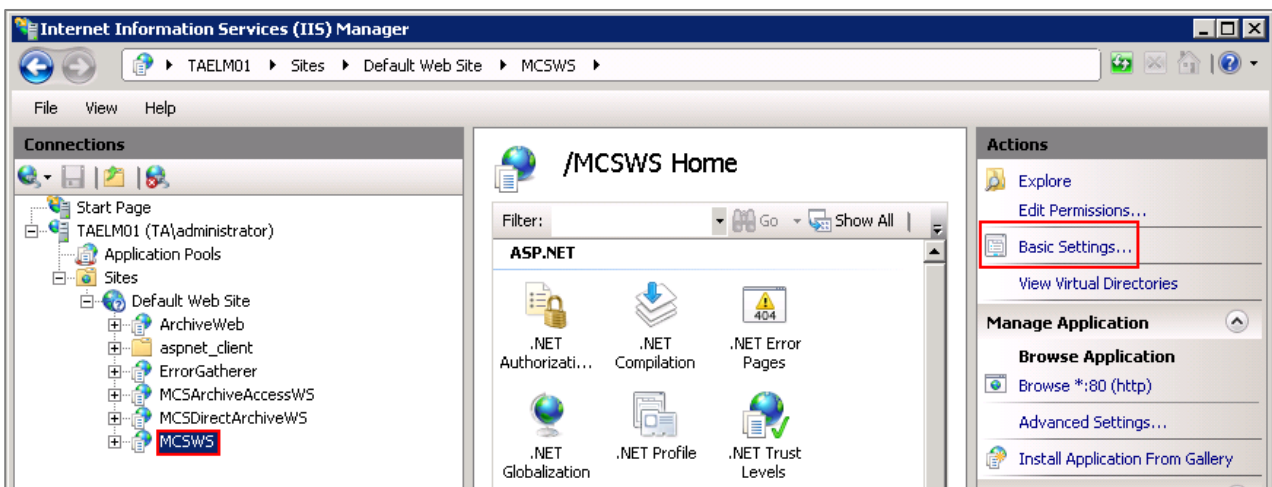 Internet Information Services (IIS) Manager
TAELM01 Sites Default Web Site MCSWS
File View Help
Connections
Start Page
TAELM01 (TA\administrator)
Application Pools
Sites
Default Web Site
ArchiveWeb
aspnet_client
ErrorGatherer
MCSArchiveAccessWS
MCSDirectArchiveWS
MCSWS
/MCSWS Home
Filter: Go Show All
ASP.NET
.NET Authorizati...
.NET Compilation
404
.NET Error Pages
.NET Globalization
.NET Profile
.NET Trust Levels
Actions
Explore
Edit Permissions...
Basic Settings...
View Virtual Directories
Manage Application
Browse Application
Browse *:80 (http)
Advanced Settings...
Install Application From Gallery